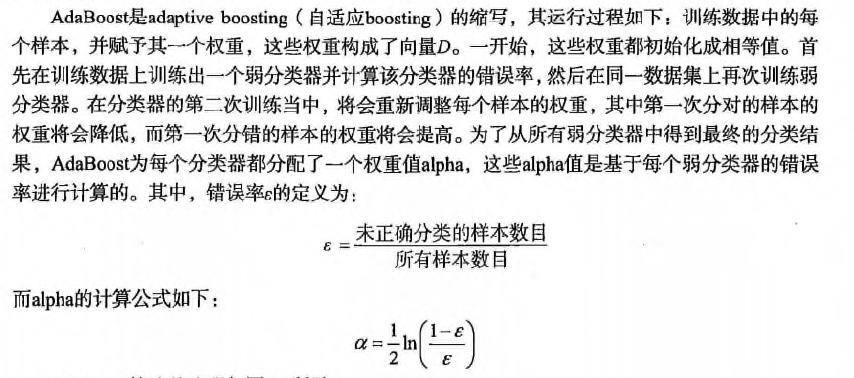 AdaBoost是adaptive boosting（自适应boosting）的缩写，其运行过程如下：训练数据中的每
个样本，并赋予其一个权重，这些权重构成了向量D。一开始，这些权重都初始化成相等值。首
先在训练数据上训练出一个弱分类器并计算该分类器的错误率，然后在同一数据集上再次训练弱
分类器。在分类器的第二次训练当中，将会重新调整每个样本的权重，其中第一次分对的样本的
权重将会降低，而第一次分错的样本的权重将会提高。为了从所有弱分类器中得到最终的分类结
果，AdaBoost为每个分类器都分配了一个权重值alpha，这些alpha值是基于每个弱分类器的错误
率进行计算的。其中，错误率ε的定义为：
ε = 未正确分类的样本数目
所有样本数目
而alpha的计算公式如下：
α = 1/2 ln((1-ε)/ε)